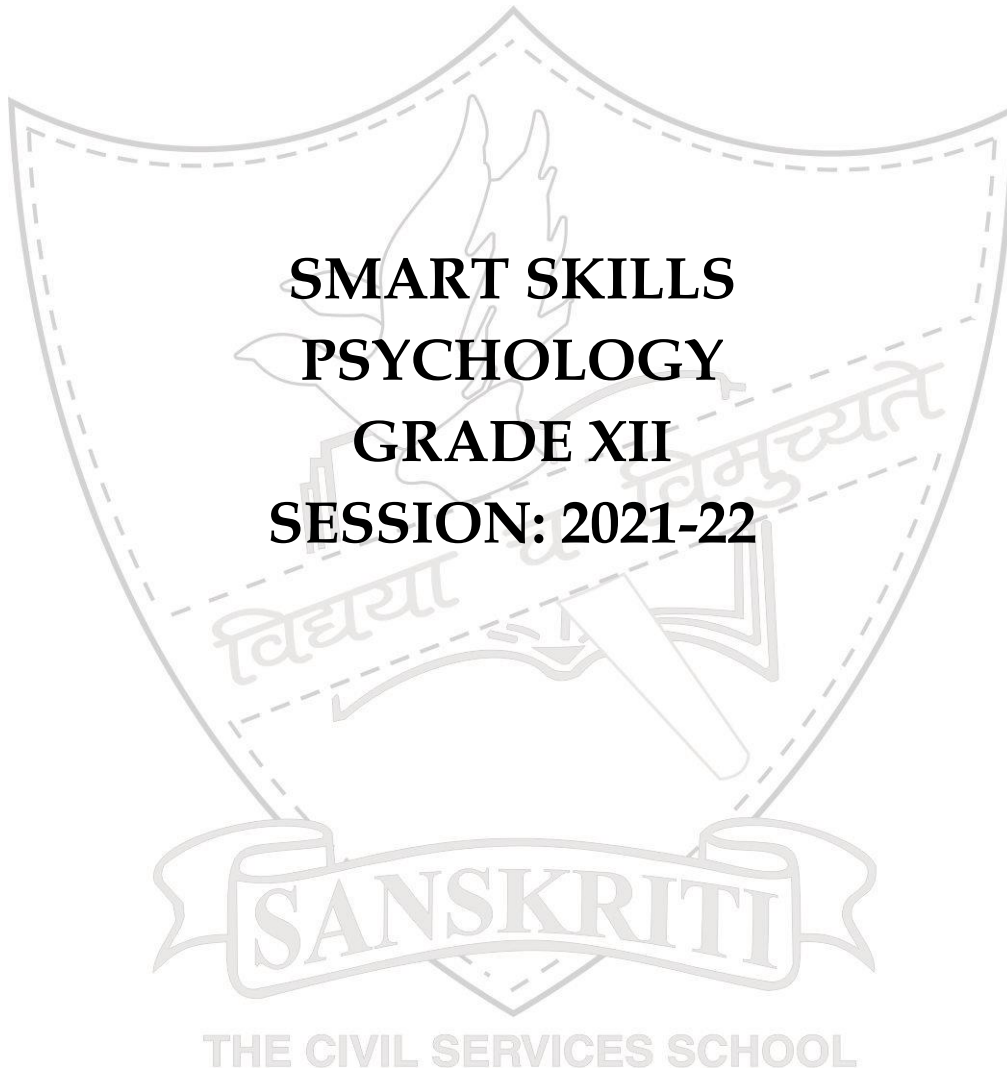 SMART SKILLS
PSYCHOLOGY
GRADE XII
SESSION: 2021-22
विद्यया च विमुच्यते
SANSKRITI
THE CIVIL SERVICES SCHOOL